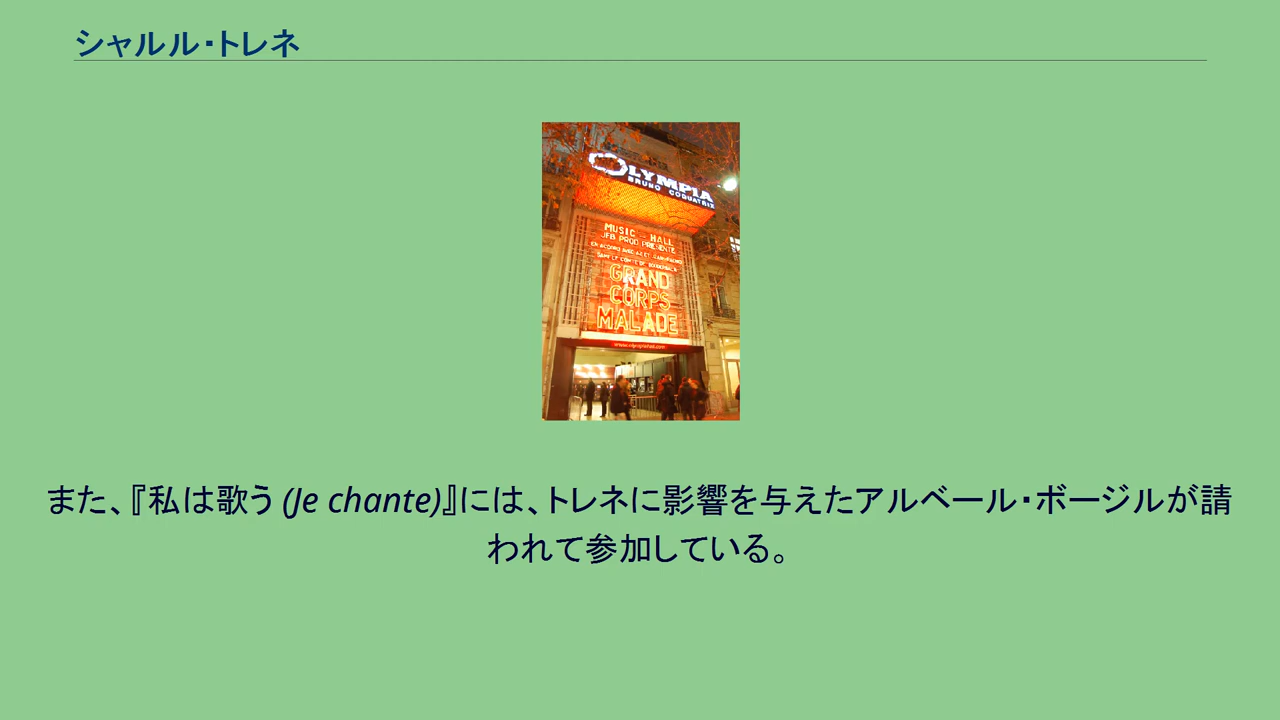 シャルル・トレネ
OLYMPIA
BRUNO COQUATRIX
MUSIC-HALL
JFB PROD PRESENTE
GRAND
CORPS
MALADE
また、『私は歌う (Je chante)』には、トレネに影響を与えたアルベール・ボージルが請
われて参加している。